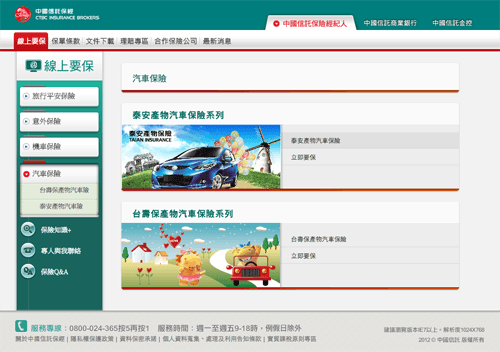 中國信託保經
CTBC INSURANCE BROKERS
中國信託保險經紀人
中國信託商業銀行
中國信託金控
線上要保
保單條款
文件下載
理賠專區
合作保險公司
最新消息
線上要保
旅行平安保險
意外保險
機車保險
汽車保險
台壽保產物汽車險
泰安產物汽車險
保險知識+
專人與我聯絡
保險Q&A
汽車保險
泰安產物汽車保險系列
泰安產物保險
TAIAN INSURANCE
泰安產物汽車保險
立即要保
台壽保產物汽車保險系列
台壽保產物汽車保險
立即要保
服務專線：0800-024-365按5再按1 服務時間：週一至週五9-18時，例假日除外
關於中國信託保經 | 隱私權保護政策 | 資料保密承諾 | 個人資料蒐集、處理及利用告知條款 | 實質課稅原則專區
建議瀏覽版本IE7以上，解析度1024X768
2012 © 中國信託 版權所有